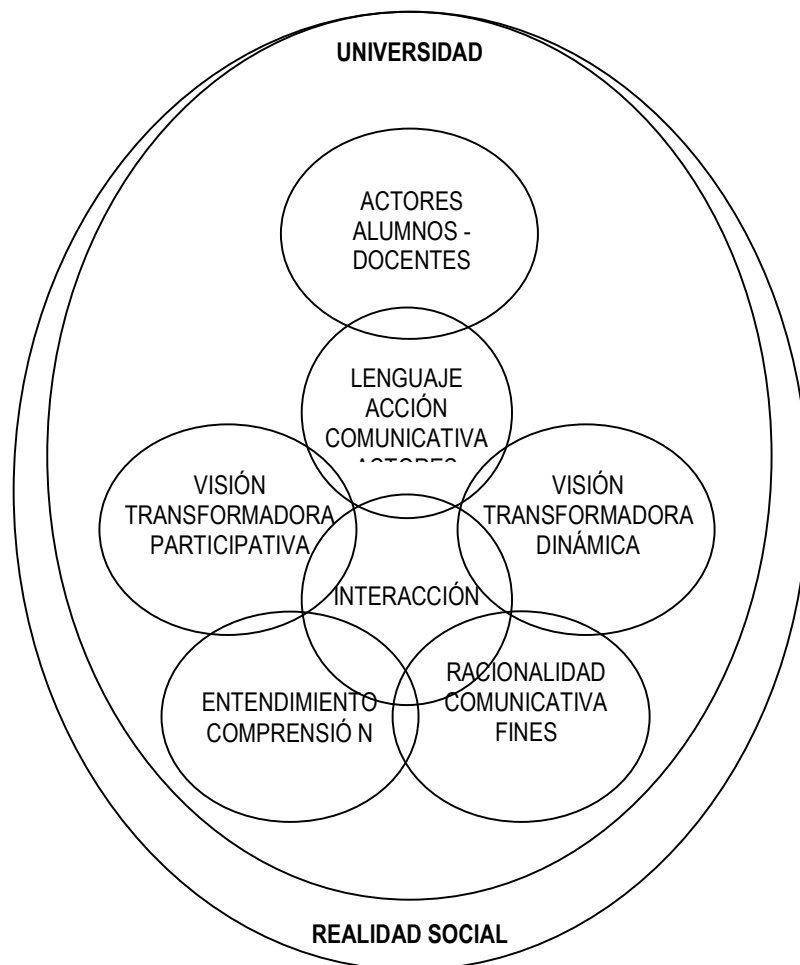 UNIVERSIDAD
ACTORES
ALUMNOS -
DOCENTES
LENGUAJE
ACCIÓN
COMUNICATIVA
ACTORES
VISIÓN
TRANSFORMADORA
PARTICIPATIVA
VISIÓN
TRANSFORMADORA
DINÁMICA
INTERACCIÓN
ENTENDIMIENTO
COMPRENSIÓ N
RACIONALIDAD
COMUNICATIVA
FINES
REALIDAD SOCIAL